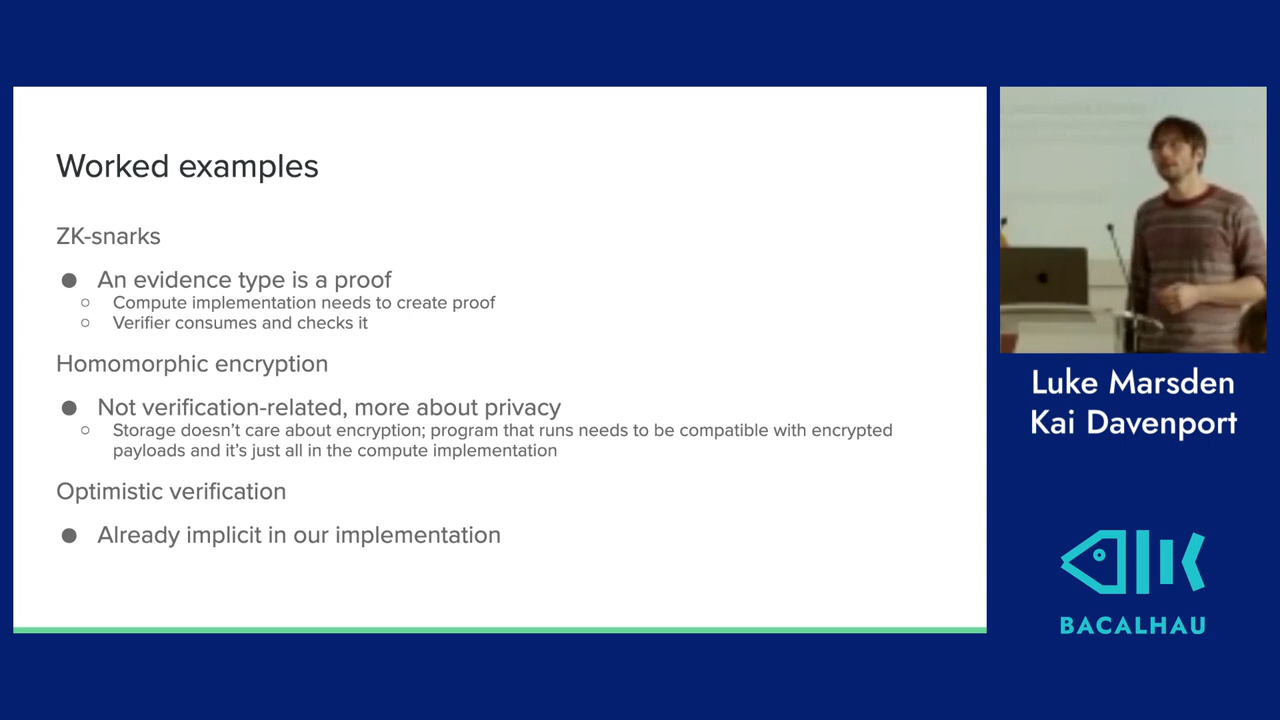 Worked examples
ZK-snarks
● An evidence type is a proof
○ Compute implementation needs to create proof
○ Verifier consumes and checks it
Homomorphic encryption
● Not verification-related, more about privacy
○ Storage doesn’t care about encryption; program that runs needs to be compatible with encrypted
payloads and it’s just all in the compute implementation
Optimistic verification
● Already implicit in our implementation
Luke Marsden
Kai Davenport
BACALHAU